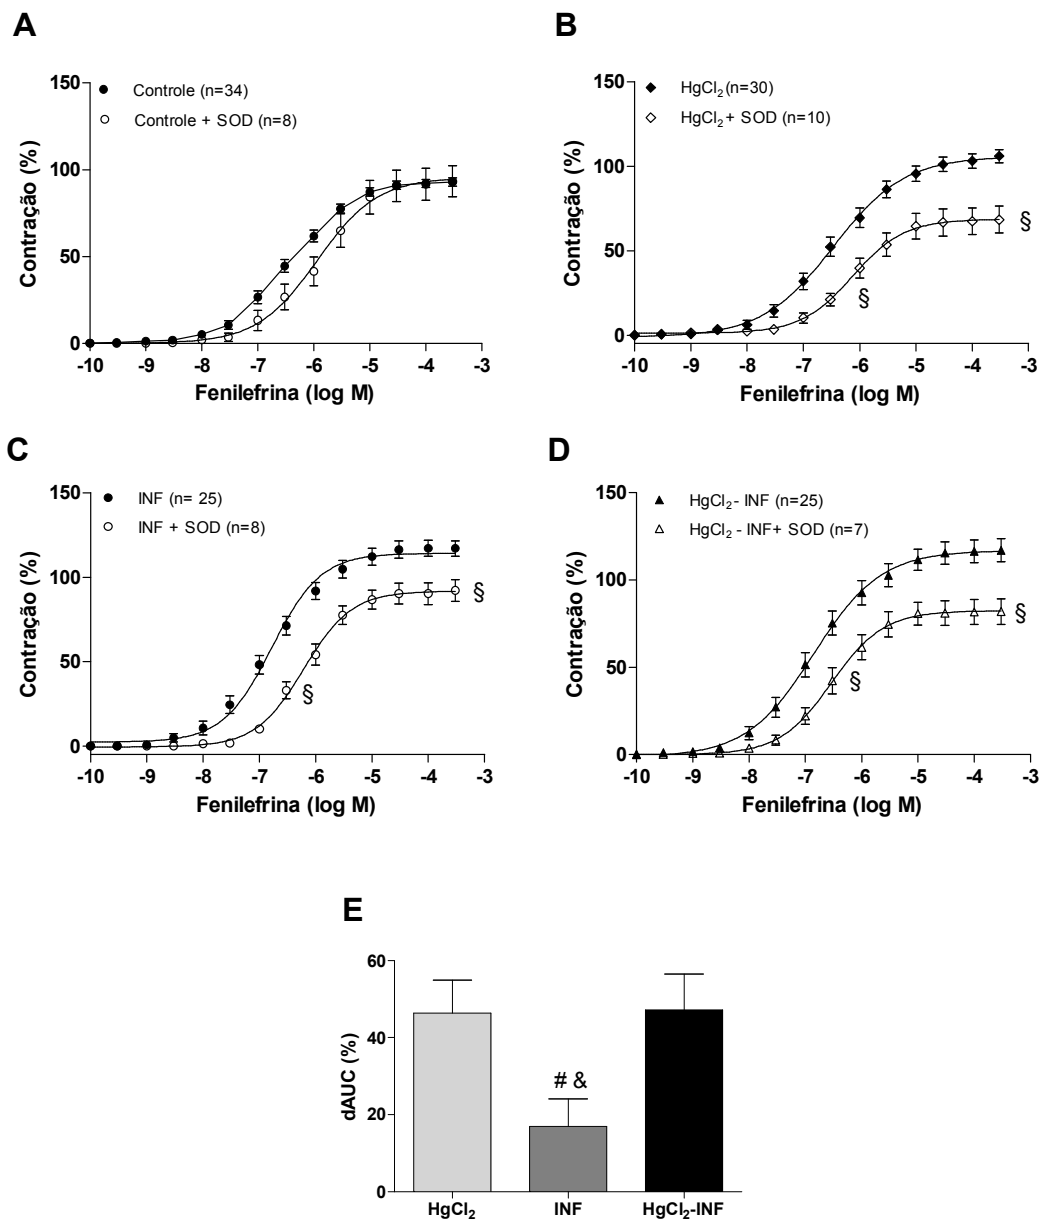 A
150
100
50
0
Contração (%)
Controle (n=34)
Controle + SOD (n=8)
-10 -9 -8 -7 -6 -5 -4 -3
Fenilefrina (log M)
B
150
100
50
0
Contração (%)
HgCl₂ (n=30)
HgCl₂ + SOD (n=10)
§
§
-10 -9 -8 -7 -6 -5 -4 -3
Fenilefrina (log M)
C
150
100
50
0
Contração (%)
INF (n= 25)
INF + SOD (n=8)
§
§
-10 -9 -8 -7 -6 -5 -4 -3
Fenilefrina (log M)
D
150
100
50
0
Contração (%)
HgCl₂- INF (n=25)
HgCl₂ - INF+ SOD (n=7)
§
§
-10 -9 -8 -7 -6 -5 -4 -3
Fenilefrina (log M)
E
60
40
20
0
dAUC (%)
# &
HgCl₂ INF HgCl₂-INF